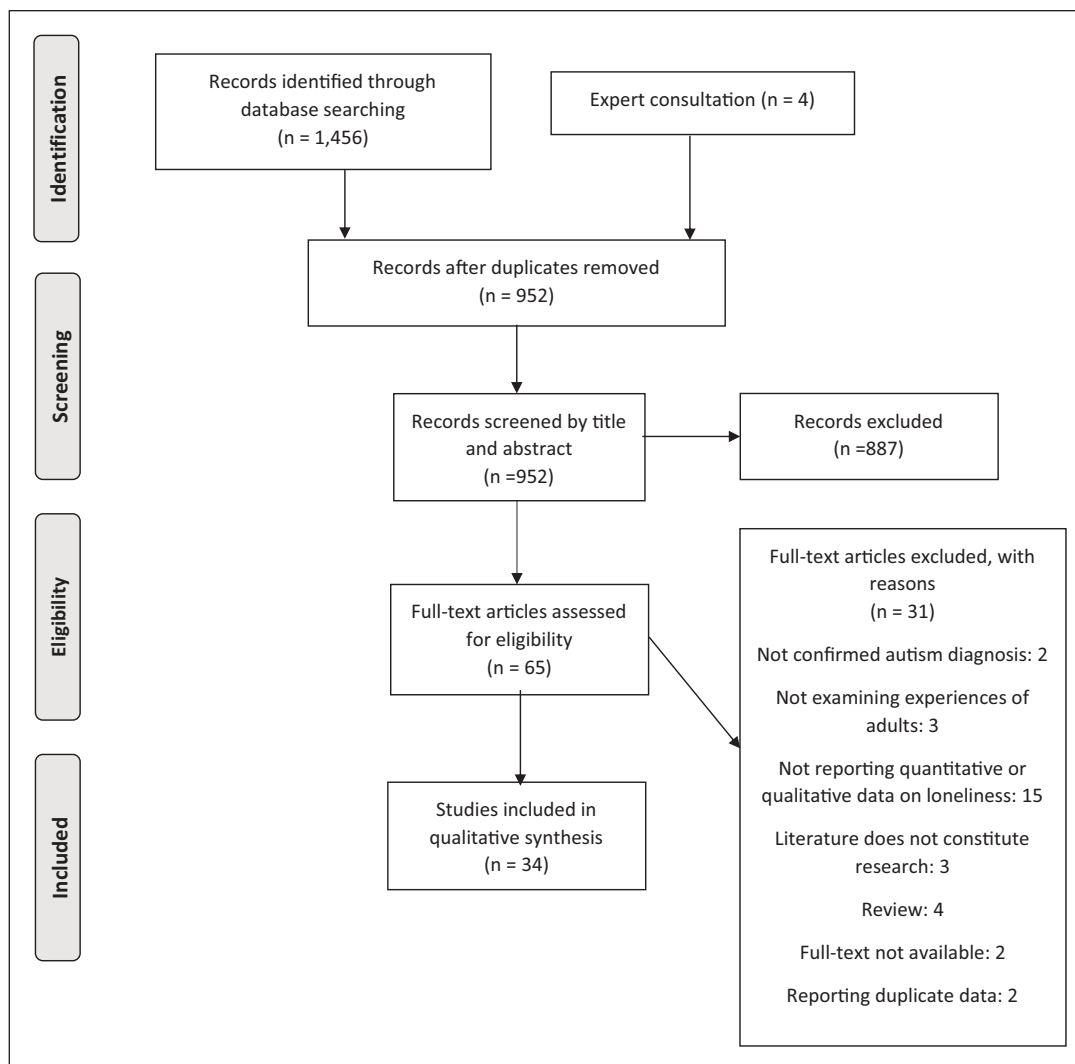 Identification
Records identified through
database searching
(n = 1,456)
Expert consultation (n = 4)
Records after duplicates removed
(n = 952)
Screening
Records screened by title
and abstract
(n =952)
Records excluded
(n =887)
Eligibility
Full-text articles assessed
for eligibility
(n = 65)
Full-text articles excluded, with
reasons
(n = 31)
Not confirmed autism diagnosis: 2
Not examining experiences of
adults: 3
Not reporting quantitative or
qualitative data on loneliness: 15
Literature does not constitute
research: 3
Review: 4
Full-text not available: 2
Reporting duplicate data: 2
Included
Studies included in
qualitative synthesis
(n = 34)